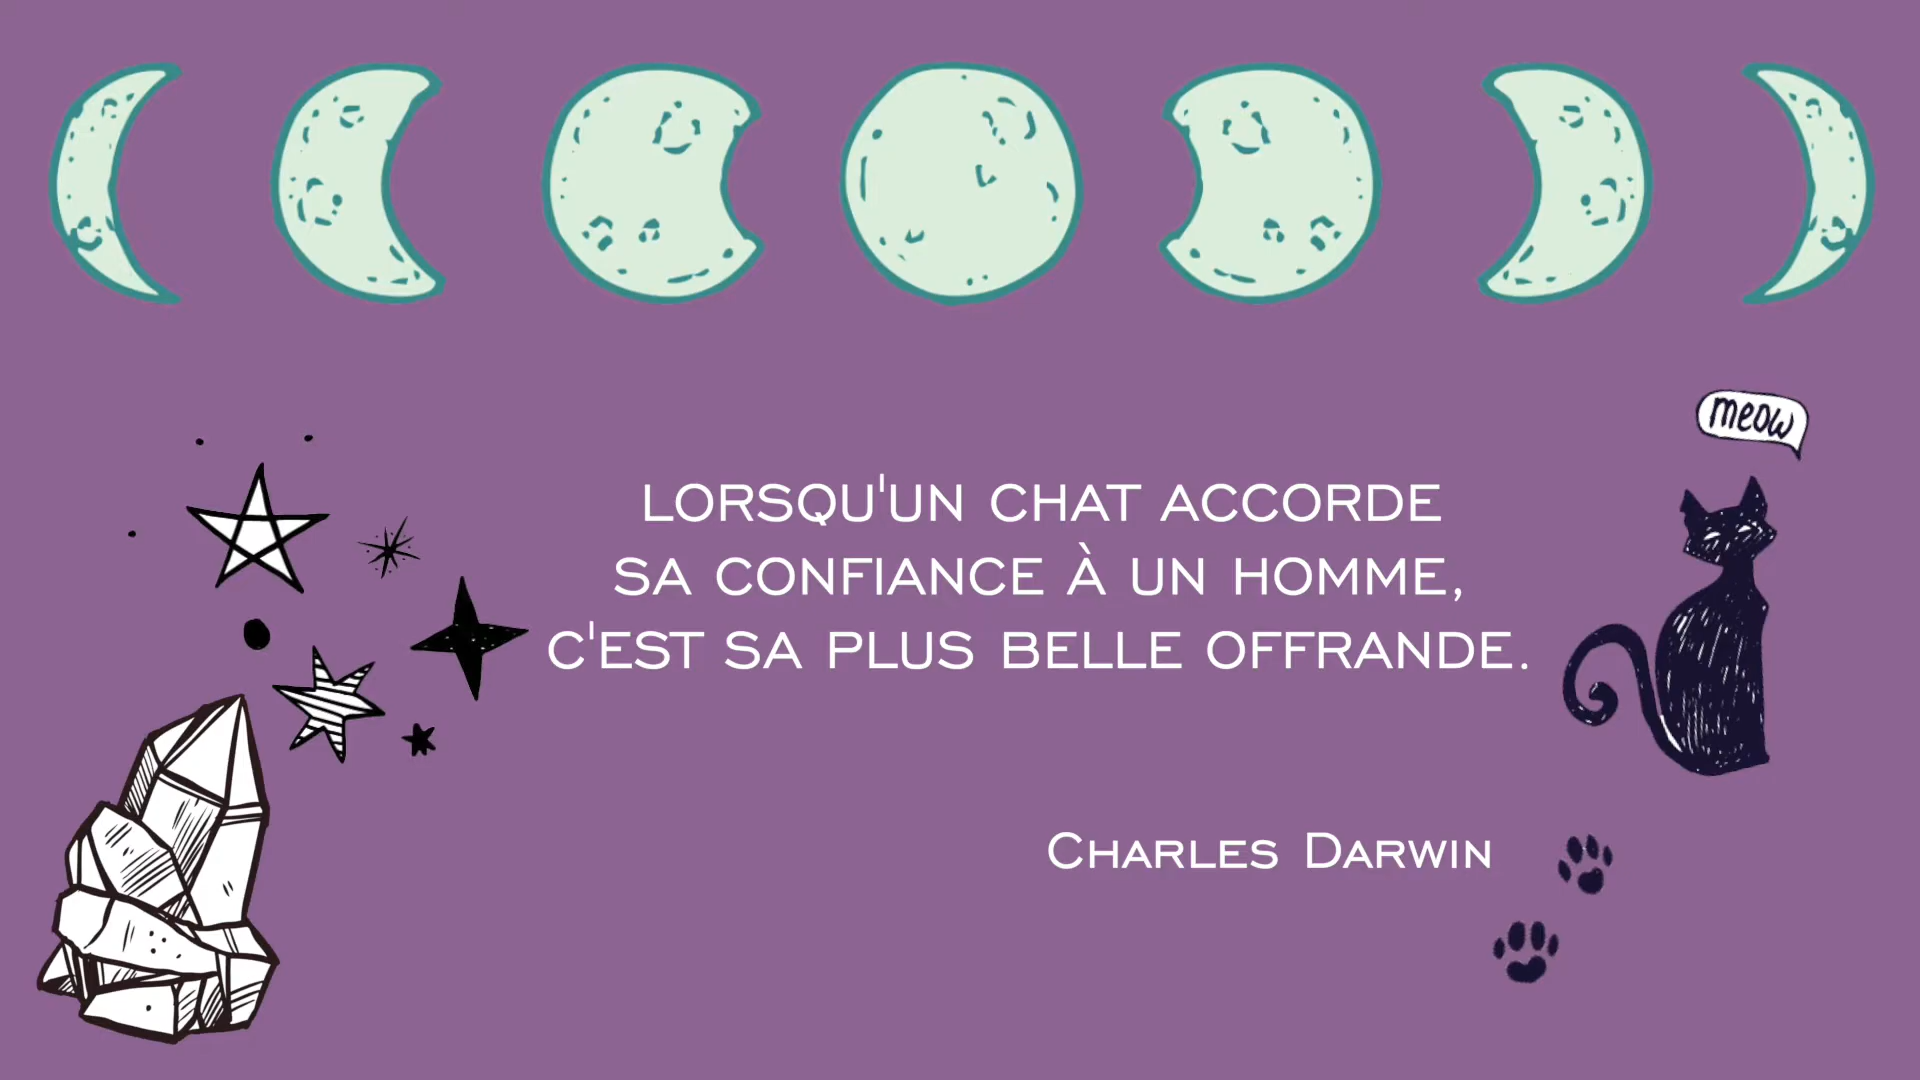 meow
LORSQU'UN CHAT ACCORDE
SA CONFIANCE À UN HOMME,
C'EST SA PLUS BELLE OFFRANDE.
Charles Darwin